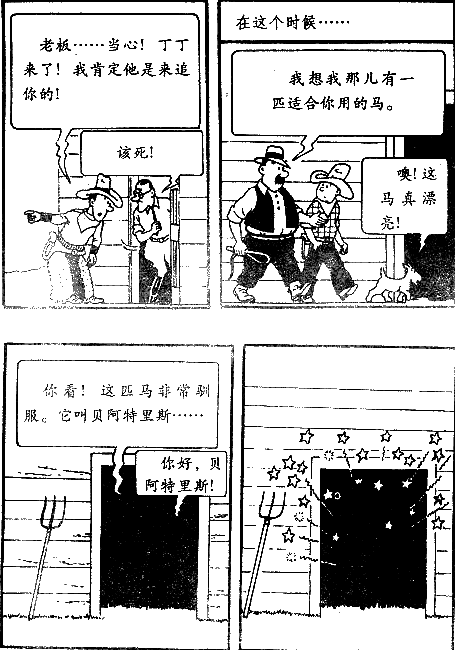 老板……当心！丁丁
来了！我肯定他是来追
你的！
该死！
在这个时候……
我想我那儿有一
匹适合你用的马。
噢！这
马真漂
亮！
你看！这匹马非常驯
服。它叫贝阿特里斯……
你好，贝
阿特里斯！